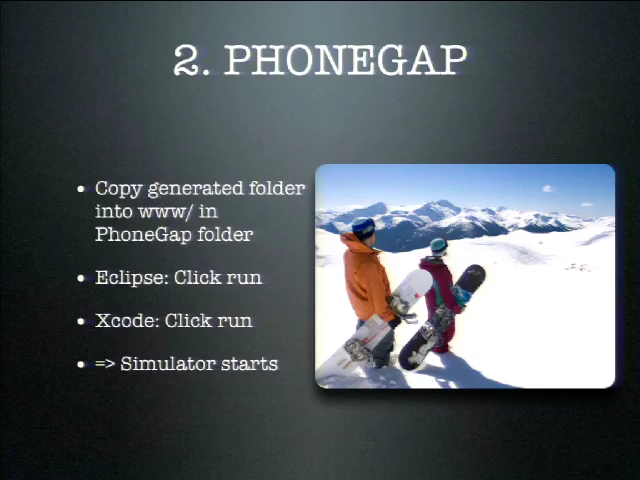 2. PHONEGAP
• Copy generated folder
into www/ in
PhoneGap folder
• Eclipse: Click run
• Xcode: Click run
• => Simulator starts